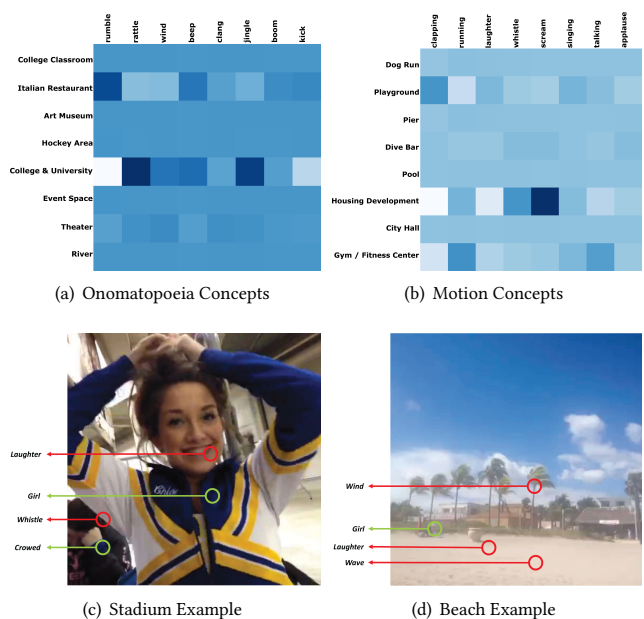 rumble rattle wind beep clang jingle boom kick
College Classroom
Italian Restaurant
Art Museum
Hockey Area
College & University
Event Space
Theater
River
(a) Onomatopoeia Concepts
clapping running laughter whistle scream singing talking applause
Dog Run
Playground
Pier
Dive Bar
Pool
Housing Development
City Hall
Gym / Fitness Center
(b) Motion Concepts
Laughter
Girl
Whistle
Crowed
(c) Stadium Example
Wind
Girl
Laughter
Wave
(d) Beach Example